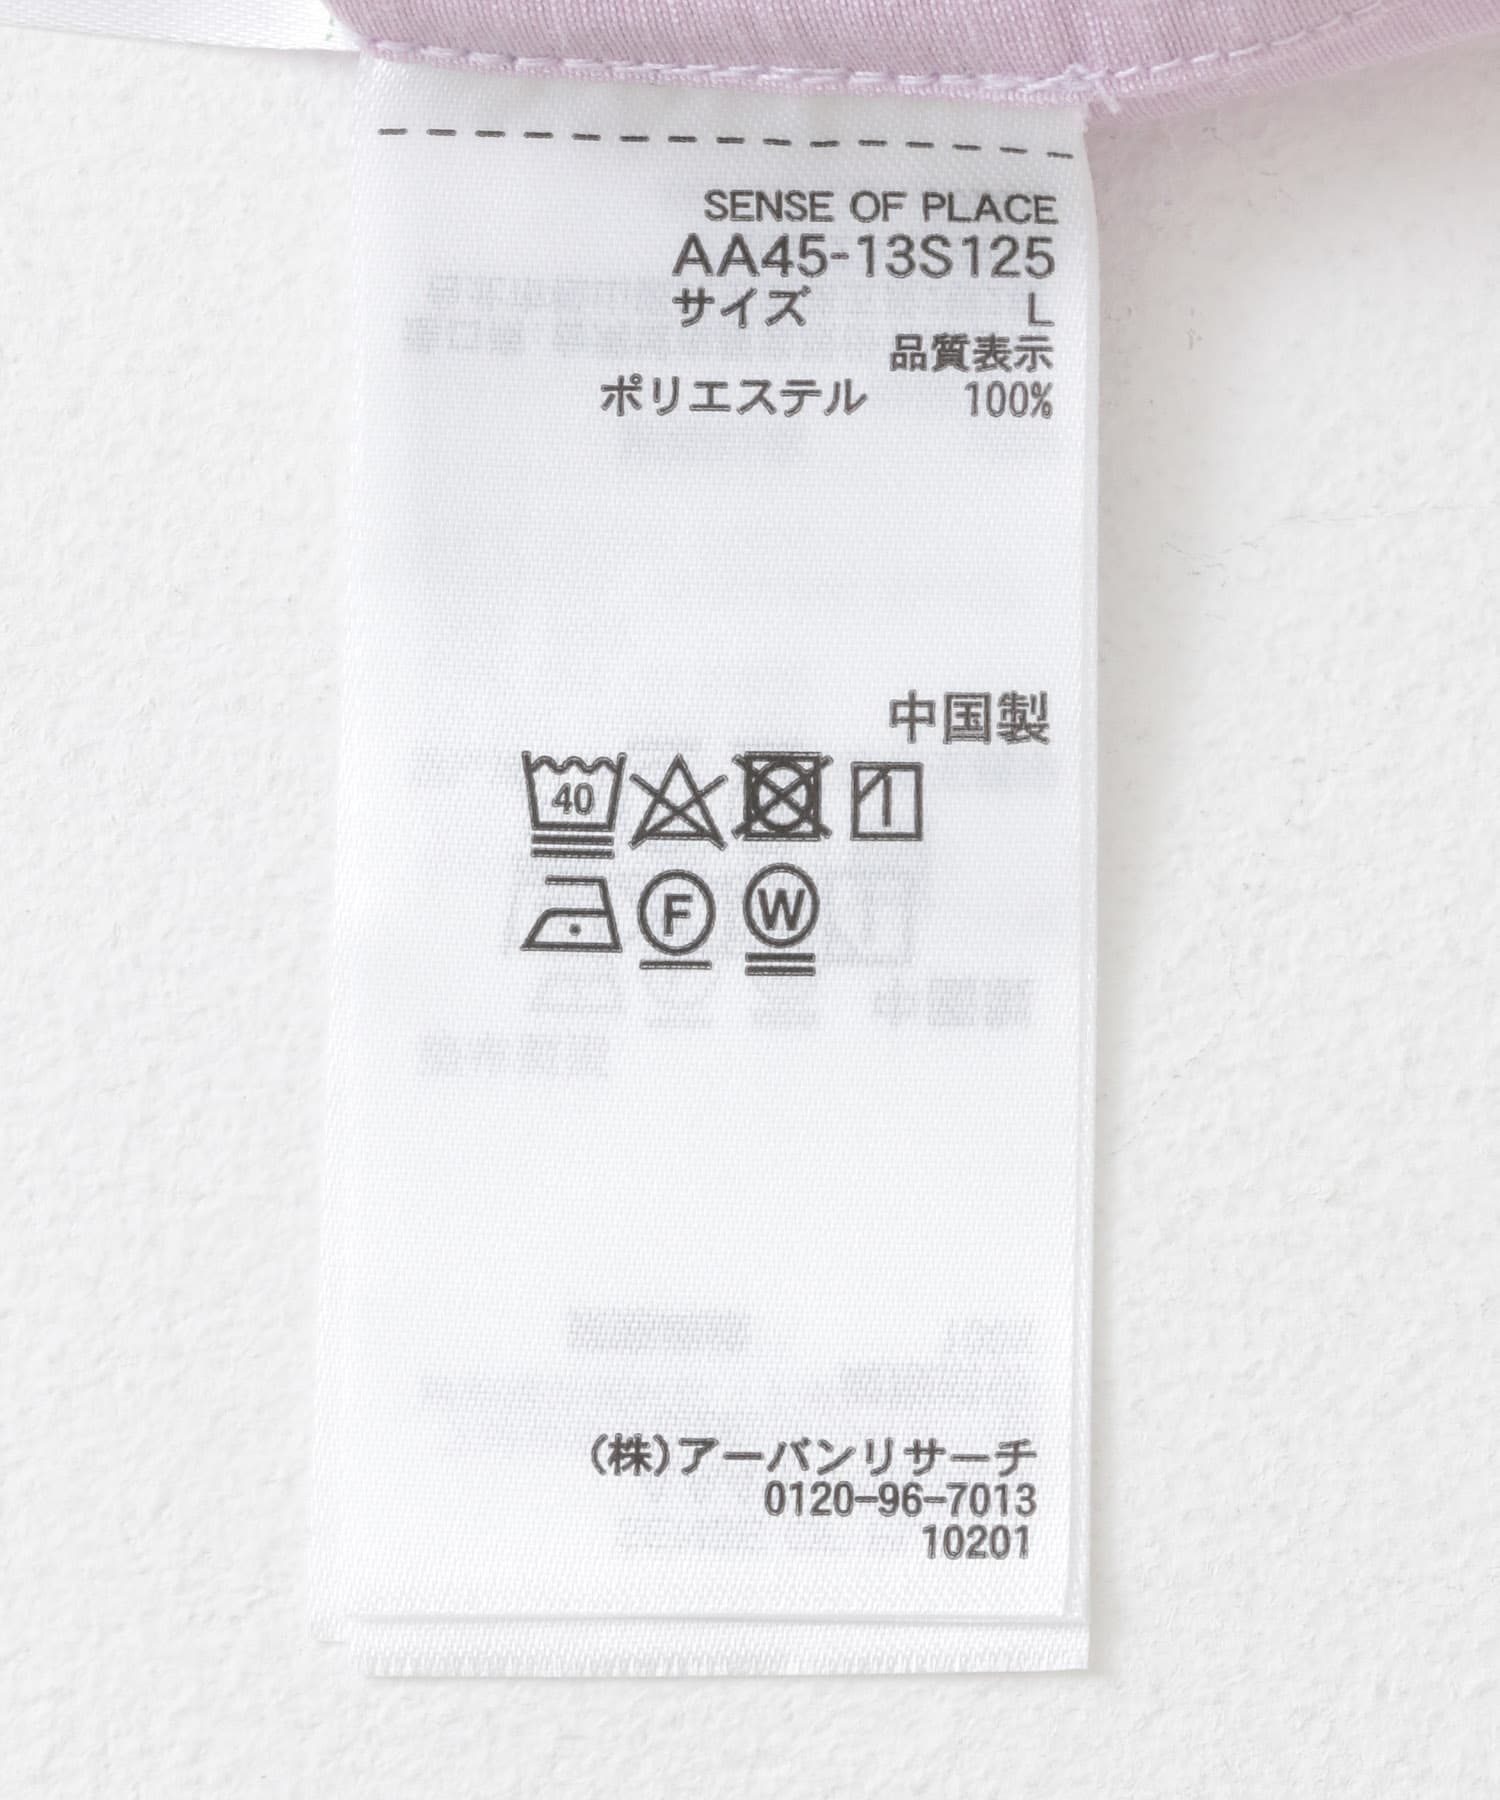 SENSE OF PLACE
AA45-13S125
サイズ L
品質表示
ポリエステル 100%
中国製
40
F W
(株)アーバンリサーチ
0120-96-7013
10201